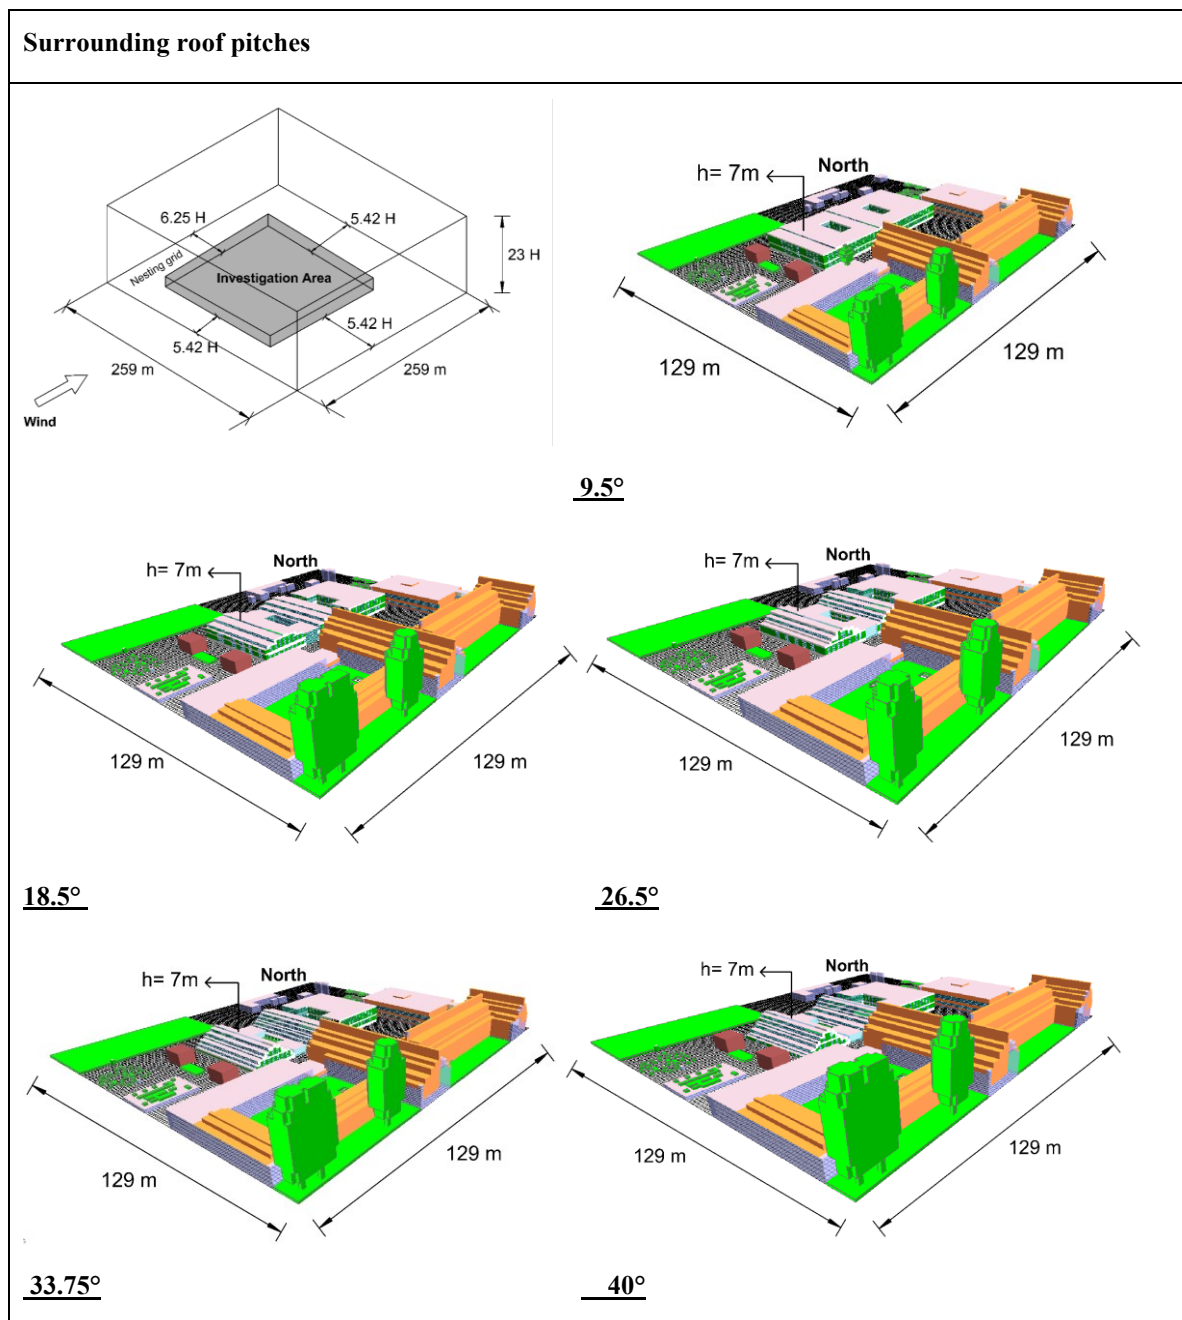 Surrounding roof pitches
6.25 H
5.42 H
23 H
Nesting grid
Investigation Area
5.42 H
5.42 H
259 m
259 m
Wind
North
h= 7m
129 m
129 m
9.5°
North
h= 7m
129 m
129 m
North
h= 7m
129 m
129 m
18.5°
26.5°
North
h= 7m
129 m
129 m
North
h= 7m
129 m
129 m
33.75°
40°